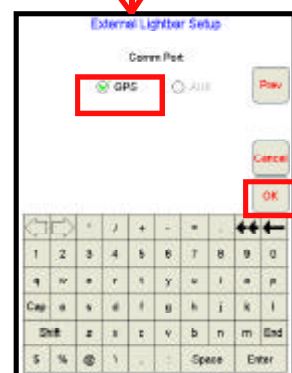 External Lightbar Setup
Comm Port
GPS
AUX
Prev
Cancel
OK
1 2 3 4 5 6 7 8 9 0
q w e r t y u i o p
Cap a s d f g h j k l
Shift z x c v b n m End
$ % @ \ . : Space Enter